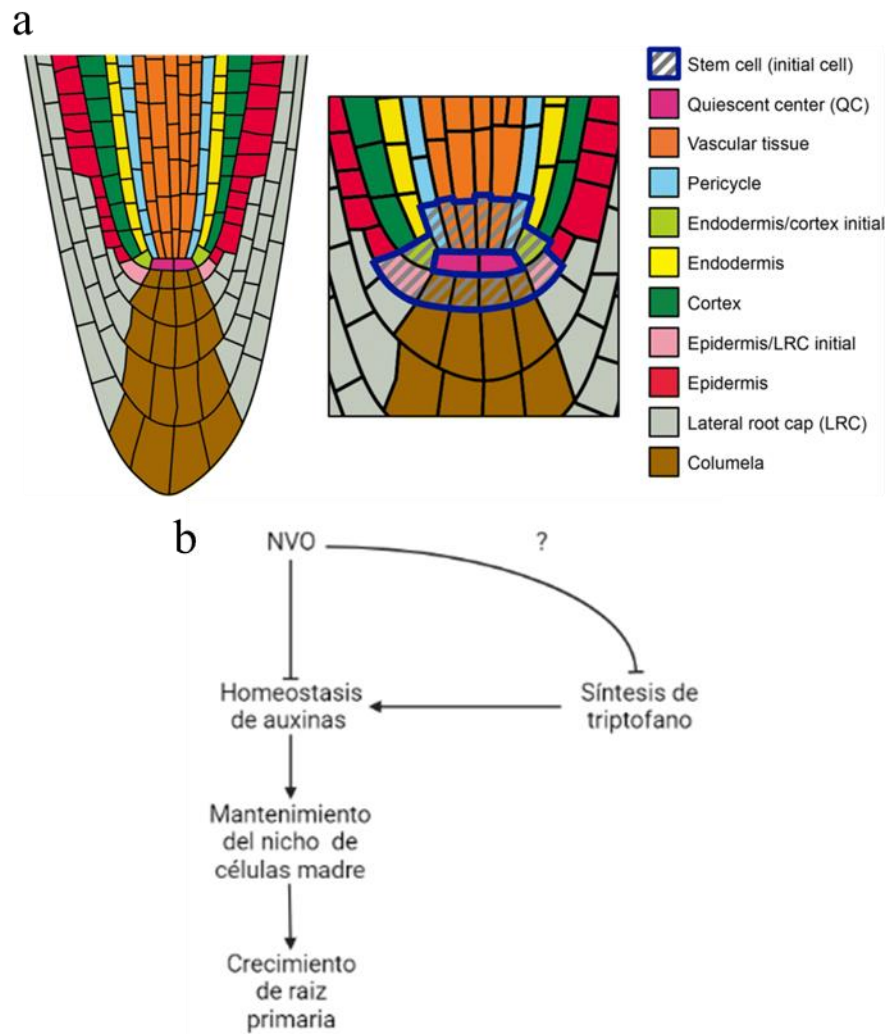 a
Stem cell (initial cell)
Quiescent center (QC)
Vascular tissue
Pericycle
Endodermis/cortex initial
Endodermis
Cortex
Epidermis/LRC initial
Epidermis
Lateral root cap (LRC)
Columela
b
NVO
?
Homeostasis
de auxinas
Síntesis de
triptofano
Mantenimiento
del nicho de
células madre
Crecimiento
de raiz
primaria